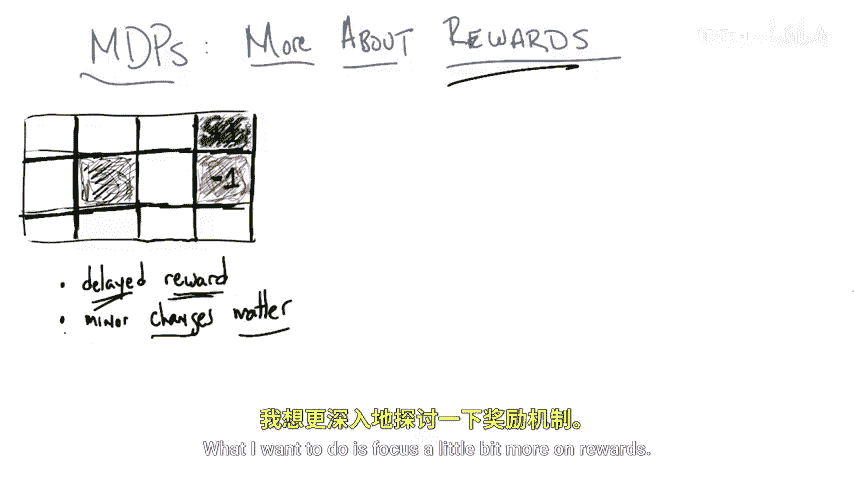 MDPs: More About Rewards
-1
• delayed reward
• minor changes matter
我想更深入地探讨一下奖励机制。
What I want to do is focus a little bit more on rewards.